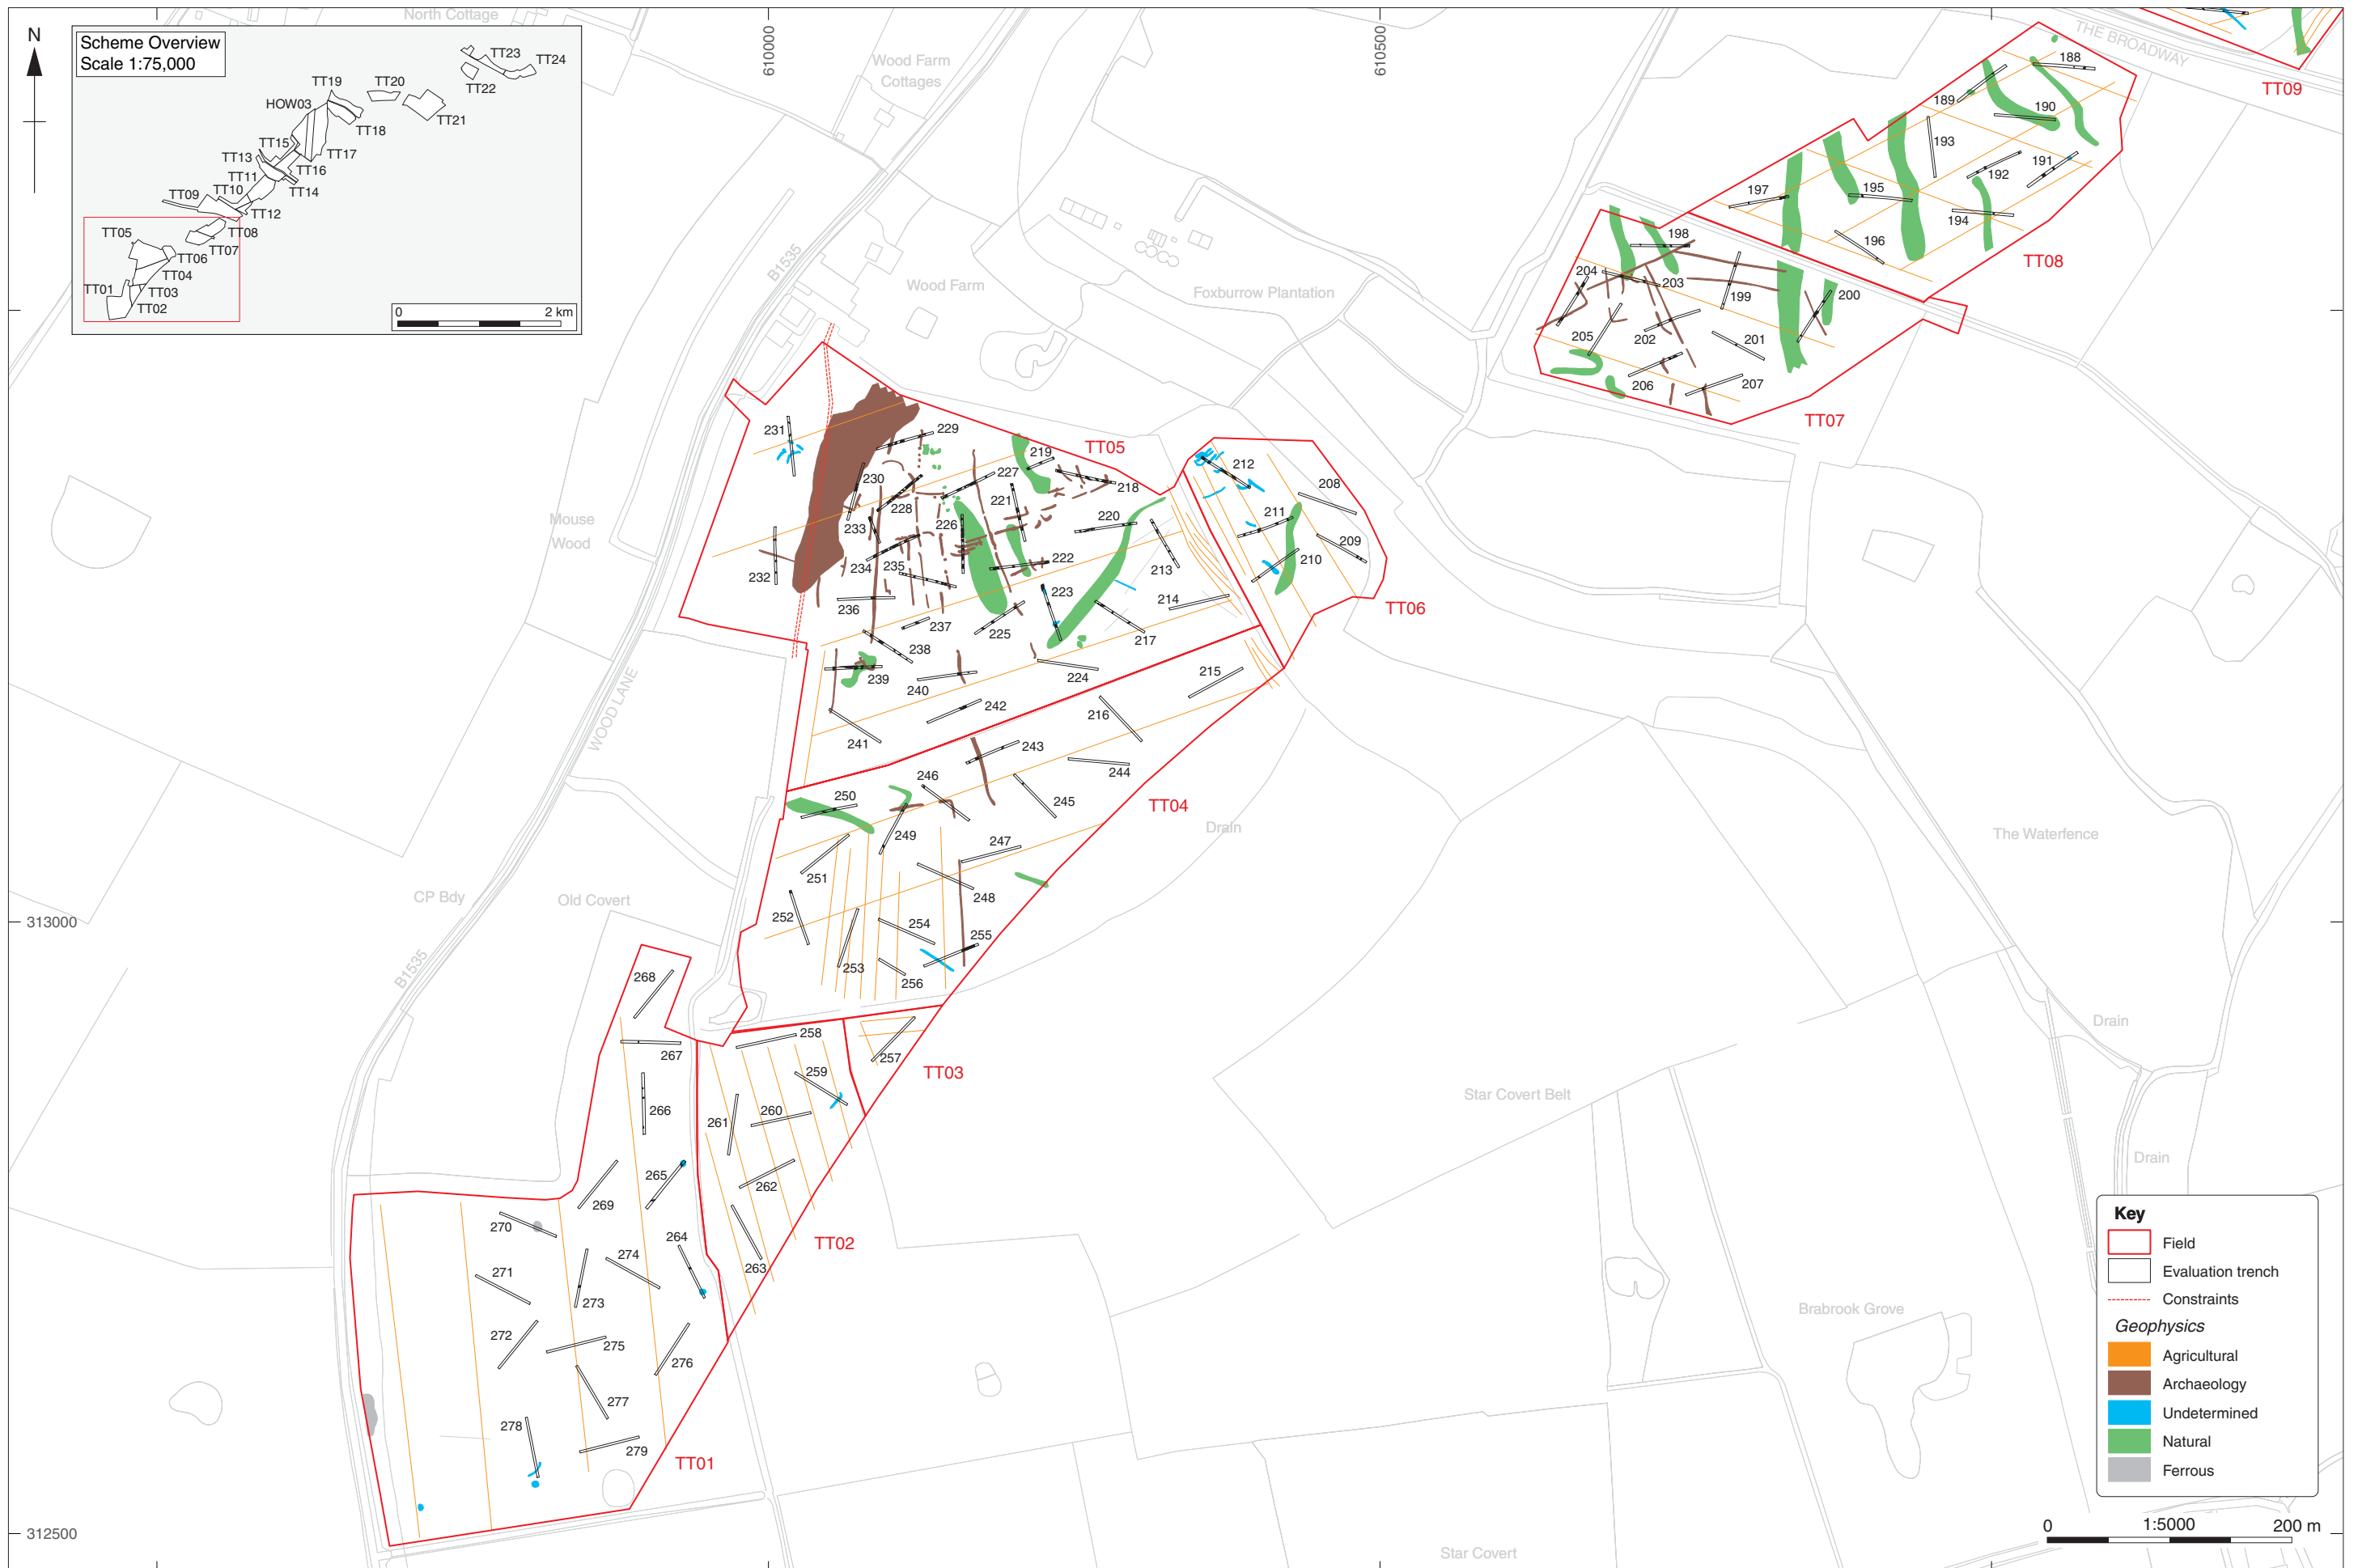 North Cottage
N
Scheme Overview
Scale 1:75,000
TT23
TT24
TT22
TT19
TT20
HOW03
TT21
TT18
TT15
TT17
TT13
TT16
TT11
TT14
TT10
TT09
TT12
TT08
TT05
TT07
TT06
TT04
TT01
TT03
TT02
0
2 km
610000
610500
Wood Farm
Cottages
THE BROADWAY
TT09
188
189
190
193
191
192
197
195
194
196
TT08
B1535
Wood Farm
Foxburrow Plantation
198
204
203
199
200
205
202
201
206
207
TT07
231
229
TT05
219
230
227
218
228
221
212
208
Mouse
Wood
233
226
220
211
209
234
235
222
213
210
232
223
214
236
TT06
237
225
217
238
239
240
224
215
242
216
241
WOOD LANE
243
246
244
250
245
TT04
249
Drain
247
The Waterfence
251
248
CP Bdy
Old Covert
252
254
255
313000
253
256
B1535
268
258
Drain
267
257
259
TT03
266
261
260
Star Covert Belt
265
262
Drain
269
270
264
TT02
274
263
271
273
272
275
276
Brabrook Grove
277
278
279
TT01
312500
Key
Field
Evaluation trench
Constraints
Geophysics
Agricultural
Archaeology
Undetermined
Natural
Ferrous
0
1:5000
200 m
Star Covert